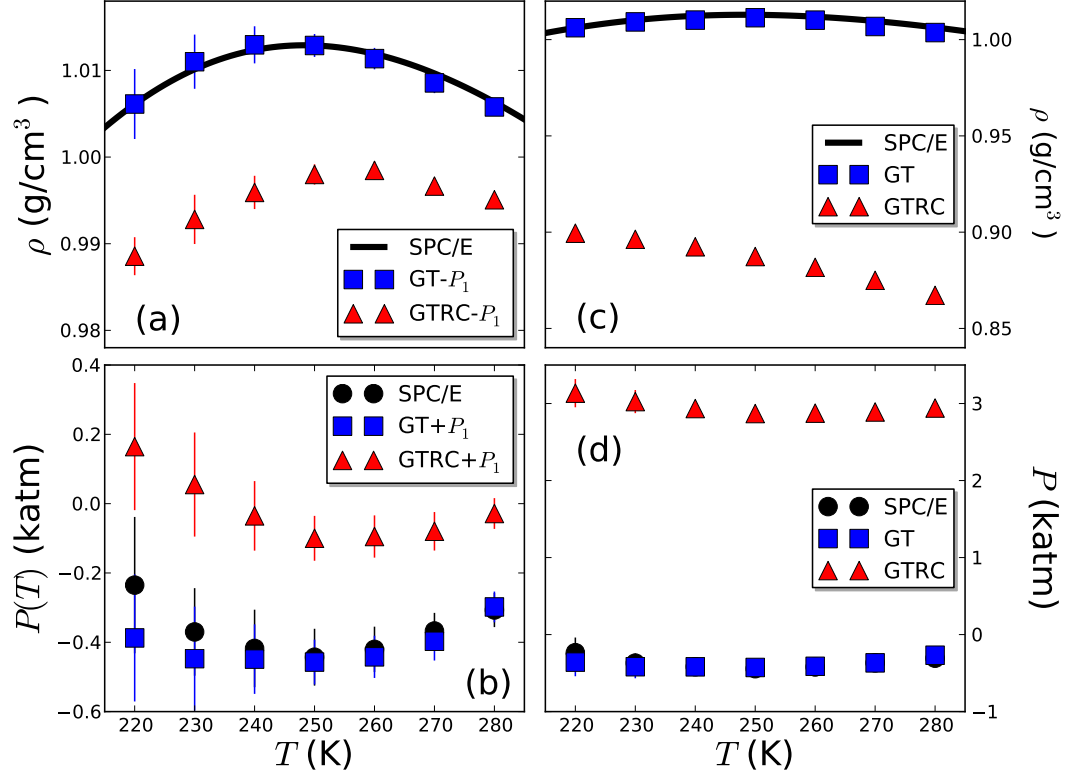 1.01
1.00
0.99
0.98
ρ (g/cm³)
SPC/E
GT-P₁
GTRC-P₁
(a)
1.00
0.95
0.90
0.85
ρ (g/cm³)
SPC/E
GT
GTRC
(c)
0.4
0.2
0.0
−0.2
−0.4
−0.6
P(T) (katm)
SPC/E
GT+P₁
GTRC+P₁
(b)
220 230 240 250 260 270 280
T (K)
3
2
1
0
−1
P (katm)
(d)
SPC/E
GT
GTRC
220 230 240 250 260 270 280
T (K)